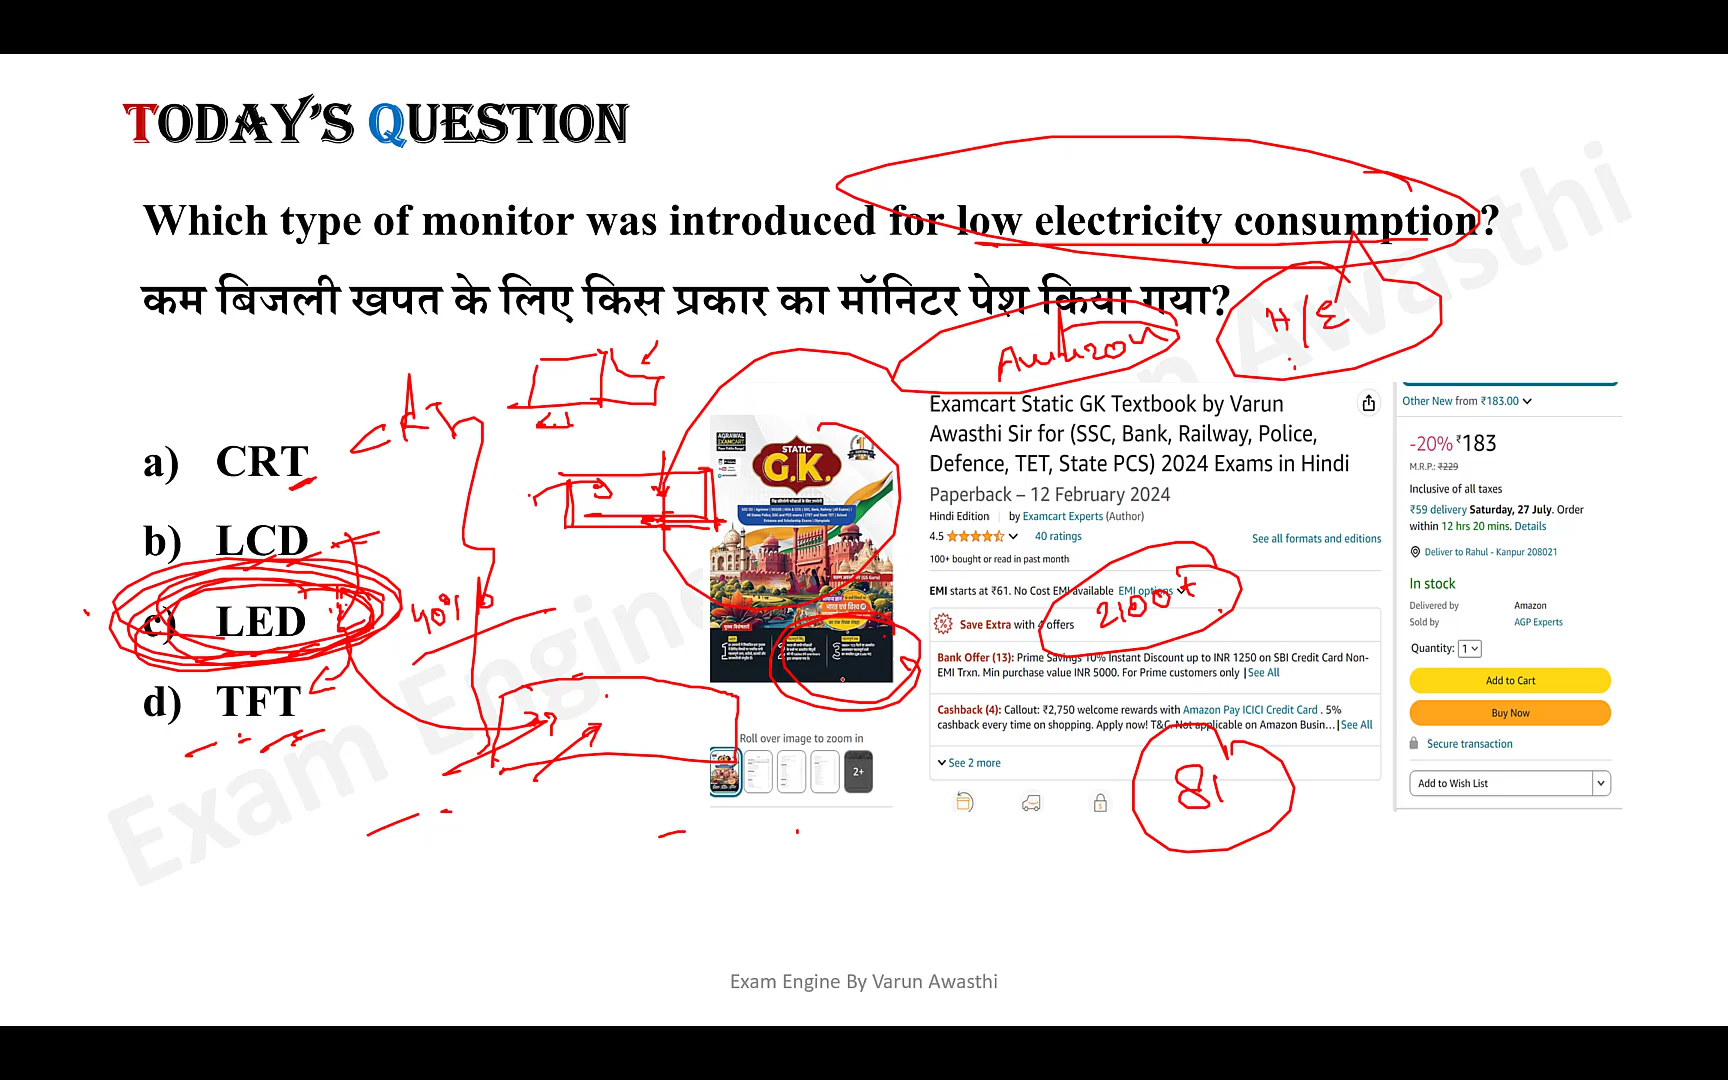 TODAY'S QUESTION
Which type of monitor was introduced for low electricity consumption?
कम बिजली खपत के लिए किस प्रकार का मॉनिटर पेश किया गया?
H/E
Amazon
a) CRT
b) LCD
c) LED
d) TFT
CRT
40%
AGRAWAL
EXAMCART
STATIC
G.K.
Examcart Static GK Textbook by Varun
Awasthi Sir for (SSC, Bank, Railway, Police,
Defence, TET, State PCS) 2024 Exams in Hindi
Paperback – 12 February 2024
Hindi Edition | by Examcart Experts (Author)
4.5 40 ratings
See all formats and editions
100+ bought or read in past month
EMI starts at ₹61. No Cost EMI available EMI options
2100+
Save Extra with 4 offers
Bank Offer (13): Prime Savings 10% Instant Discount up to INR 1250 on SBI Credit Card Non-
EMI Trxn. Min purchase value INR 5000. For Prime customers only | See All
Cashback (4): Callout: ₹2,750 welcome rewards with Amazon Pay ICICI Credit Card . 5%
cashback every time on shopping. Apply now! T&C. Not applicable on Amazon Busin... | See All
See 2 more
81
Roll over image to zoom in
2+
Other New from ₹183.00
-20% ₹183
M.R.P.: ₹229
Inclusive of all taxes
₹59 delivery Saturday, 27 July. Order
within 12 hrs 20 mins. Details
Deliver to Rahul - Kanpur 208021
In stock
Delivered by Amazon
Sold by AGP Experts
Quantity: 1
Add to Cart
Buy Now
Secure transaction
Add to Wish List
Exam Engine By Varun Awasthi